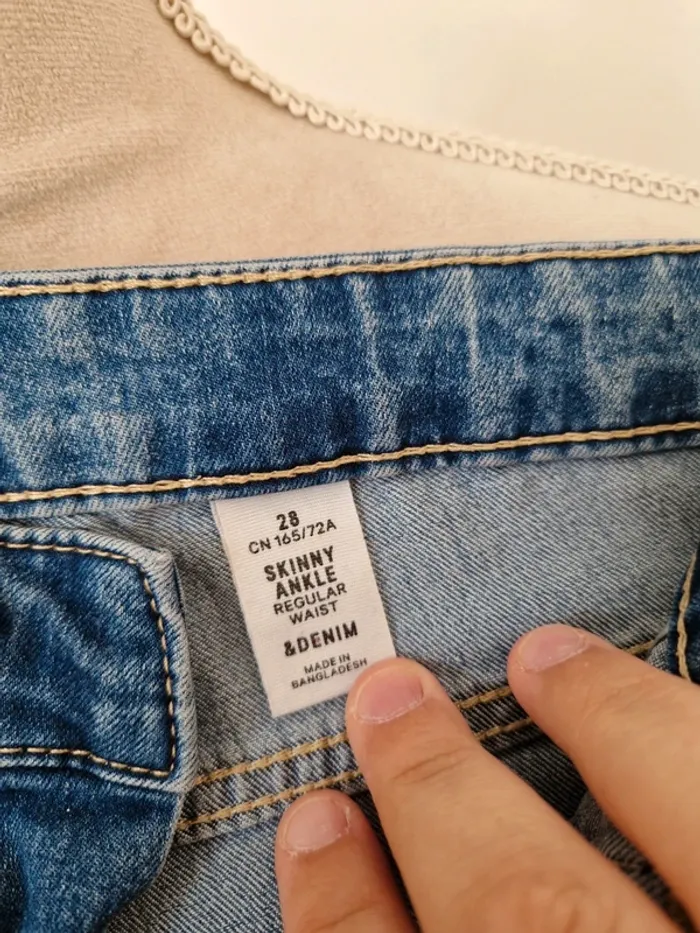 28
CN 165/72A
SKINNY
ANKLE
REGULAR
WAIST
&DENIM
MADE IN
BANGLADESH